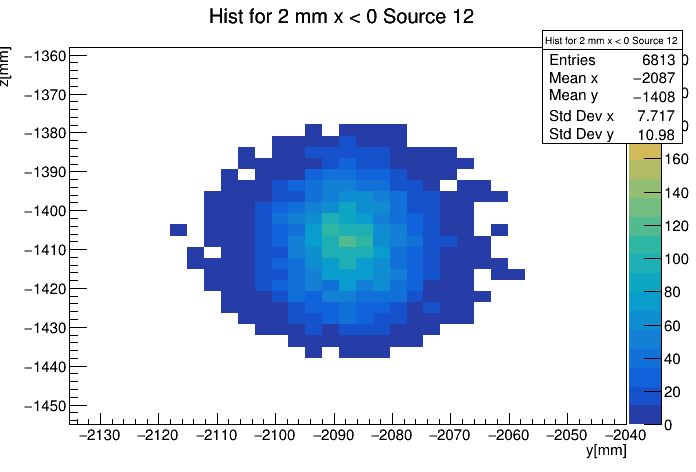 Hist for 2 mm x < 0 Source 12
z[mm]
Hist for 2 mm x < 0 Source 12
Entries 6813
Mean x −2087
Mean y −1408
Std Dev x 7.717
Std Dev y 10.98
−1360
−1370
−1380
−1390
−1400
−1410
−1420
−1430
−1440
−1450
160
140
120
100
80
60
40
20
0
−2130 −2120 −2110 −2100 −2090 −2080 −2070 −2060 −2050 −2040
y[mm]